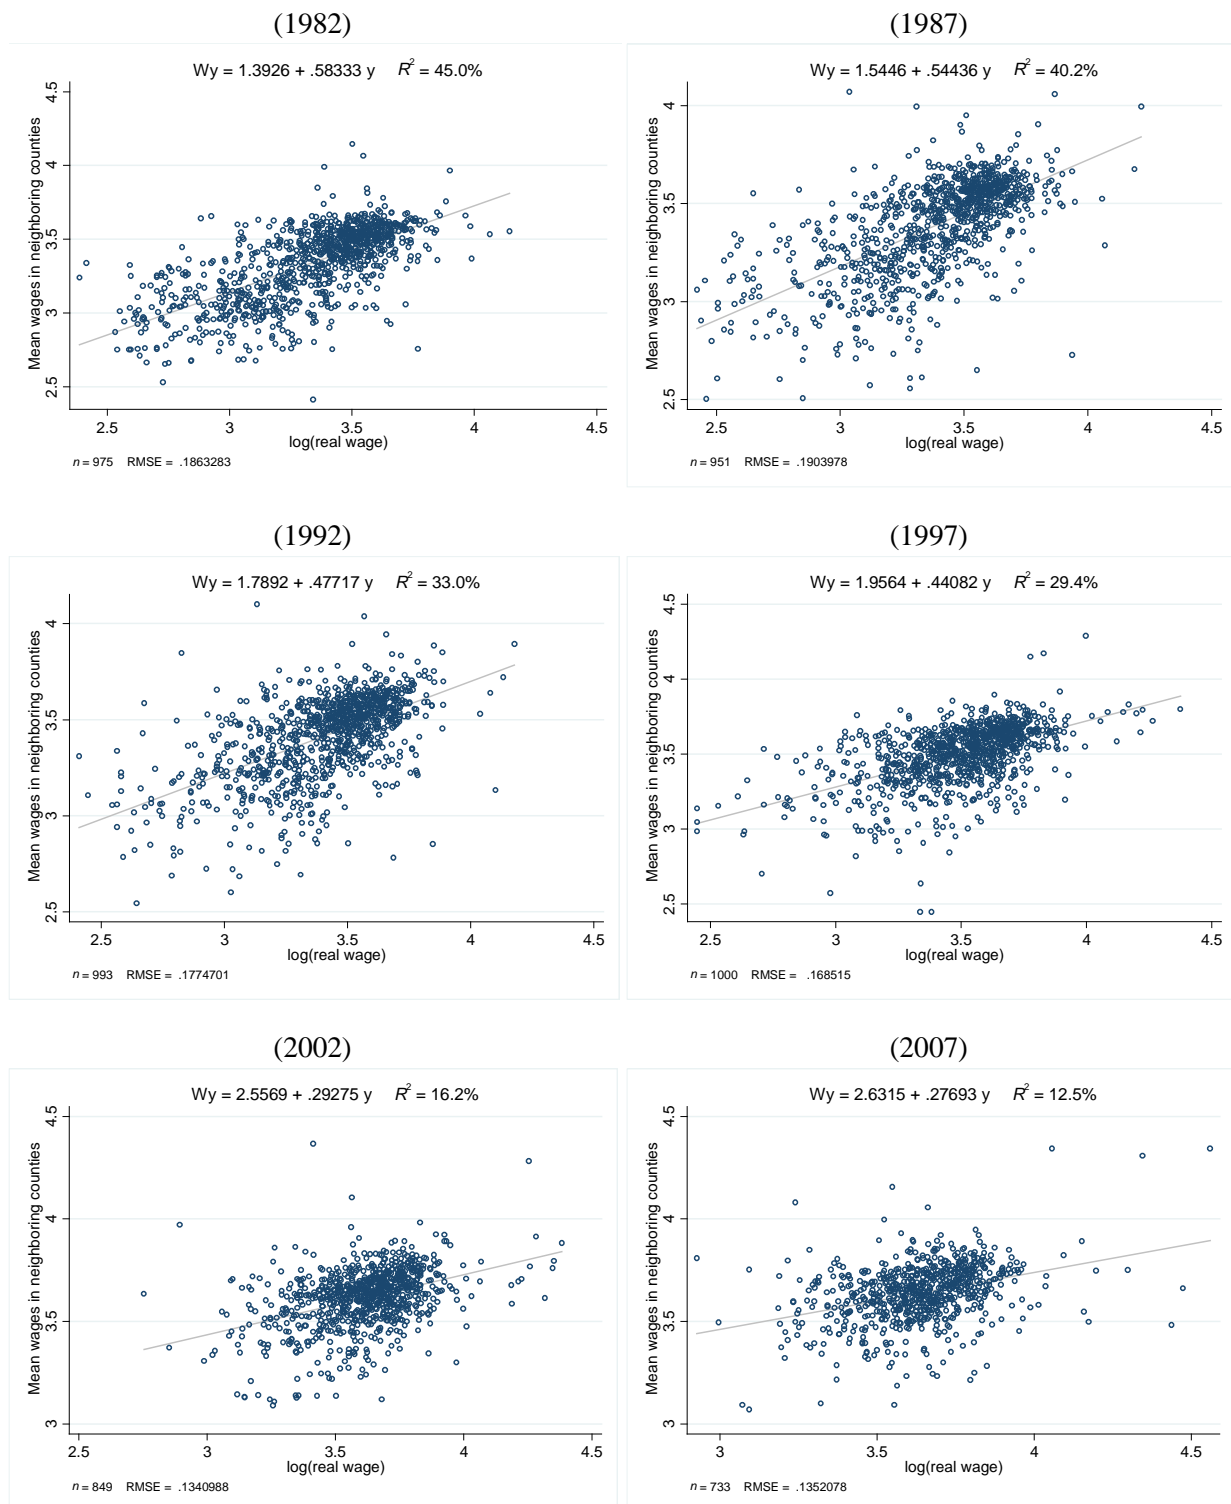 (1982)
(1987)
Wy = 1.3926 + .58333 y R² = 45.0%
Mean wages in neighboring counties
4.5
4
3.5
3
2.5
2.5 3 3.5 4 4.5
log(real wage)
n = 975 RMSE = .1863283
Wy = 1.5446 + .54436 y R² = 40.2%
Mean wages in neighboring counties
4
3.5
3
2.5
2.5 3 3.5 4 4.5
log(real wage)
n = 951 RMSE = .1903978
(1992)
(1997)
Wy = 1.7892 + .47717 y R² = 33.0%
Mean wages in neighboring counties
4
3.5
3
2.5
2.5 3 3.5 4 4.5
log(real wage)
n = 993 RMSE = .1774701
Wy = 1.9564 + .44082 y R² = 29.4%
Mean wages in neighboring counties
4.5
4
3.5
3
2.5
2.5 3 3.5 4 4.5
log(real wage)
n = 1000 RMSE = .168515
(2002)
(2007)
Wy = 2.5569 + .29275 y R² = 16.2%
Mean wages in neighboring counties
4.5
4
3.5
3
2.5 3 3.5 4 4.5
log(real wage)
n = 849 RMSE = .1340988
Wy = 2.6315 + .27693 y R² = 12.5%
Mean wages in neighboring counties
4.5
4
3.5
3
3 3.5 4 4.5
log(real wage)
n = 733 RMSE = .1352078